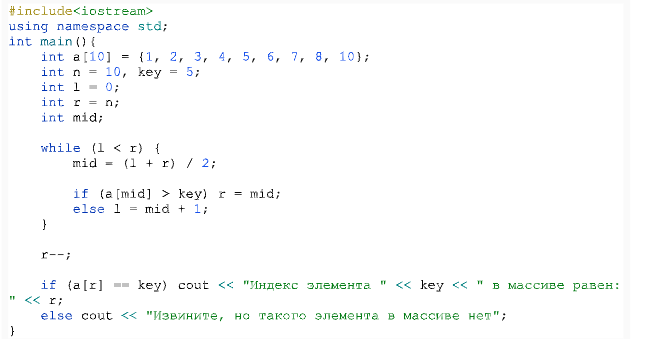 #include<iostream>
using namespace std;
int main(){
    int a[10] = {1, 2, 3, 4, 5, 6, 7, 8, 10};
    int n = 10, key = 5;
    int l = 0;
    int r = n;
    int mid;

    while (l < r) {
        mid = (l + r) / 2;

        if (a[mid] > key) r = mid;
        else l = mid + 1;
    }

    r--;

    if (a[r] == key) cout << "Индекс элемента " << key << " в массиве равен:
" << r;
    else cout << "Извините, но такого элемента в массиве нет";
}